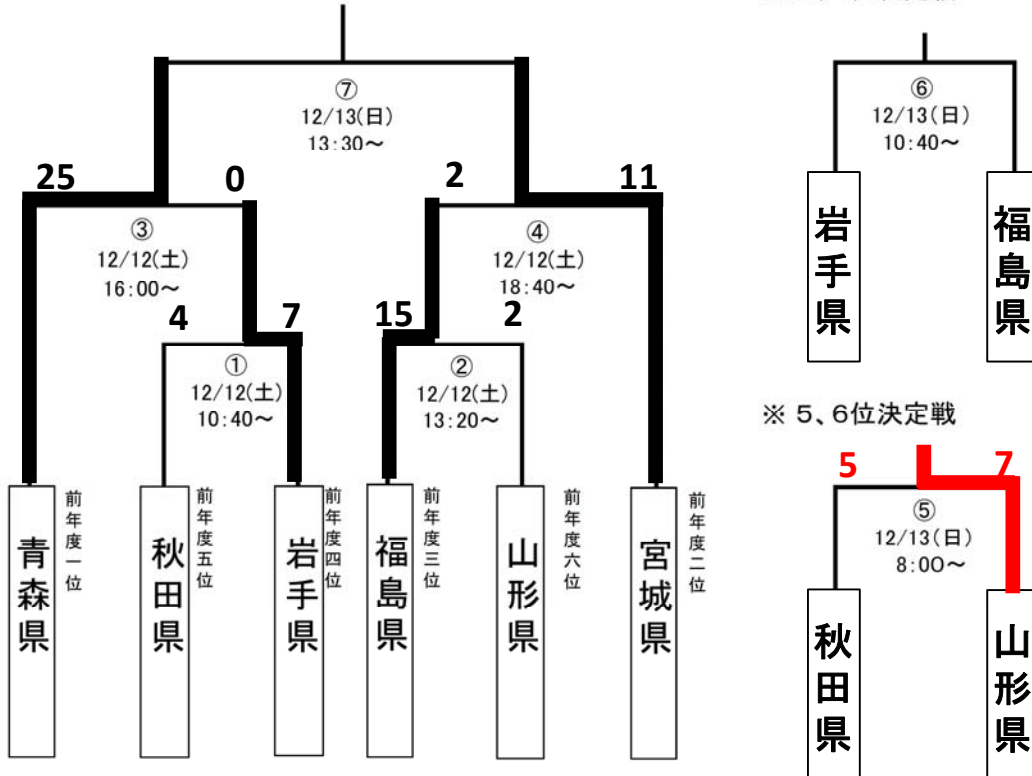 ⑦
12/13(日)
13:30～
25
0
2
11
③
12/12(土)
16:00～
④
12/12(土)
18:40～
4
7
15
2
①
12/12(土)
10:40～
②
12/12(土)
13:20～
青森県
前年度一位
秋田県
前年度五位
岩手県
前年度四位
福島県
前年度三位
山形県
前年度六位
宮城県
前年度二位
⑥
12/13(日)
10:40～
岩手県
福島県
※ 5、6位決定戦
5
7
⑤
12/13(日)
8:00～
秋田県
山形県